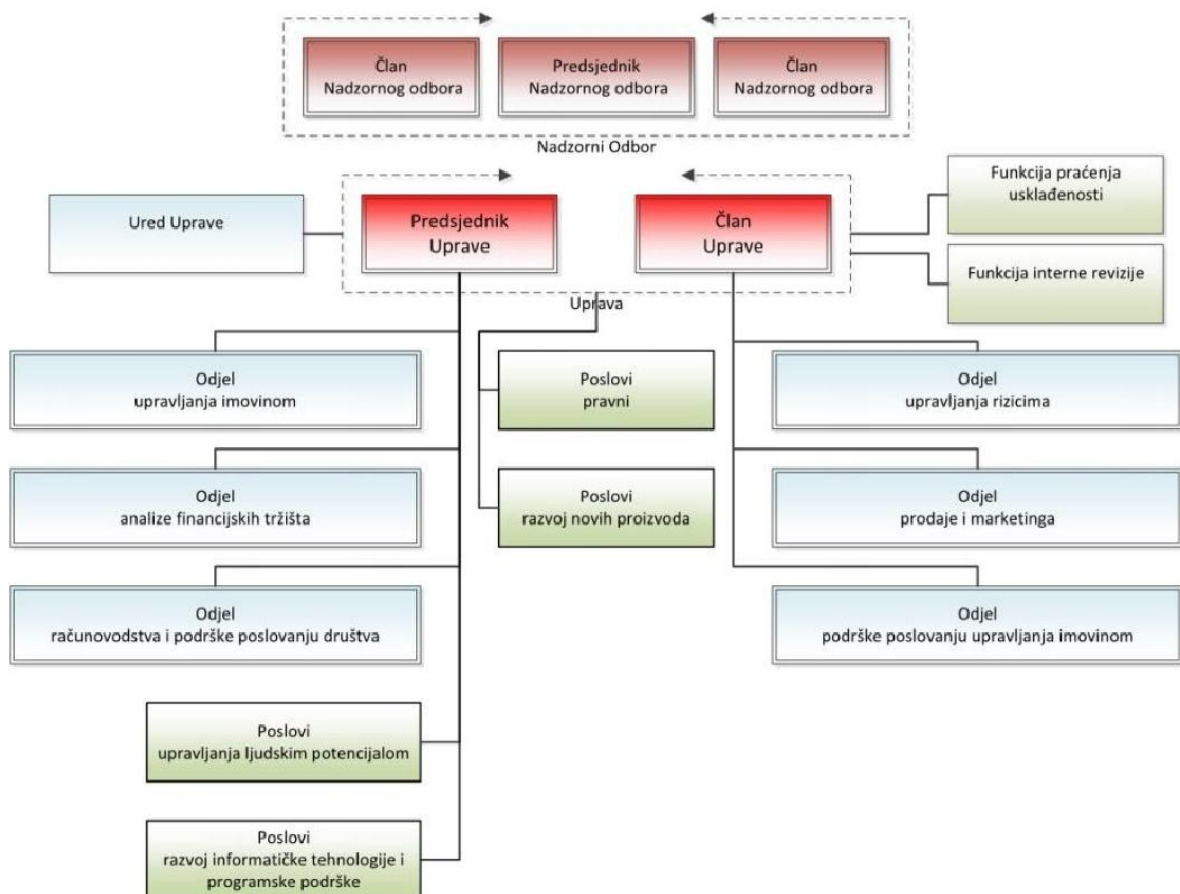 Član
Nadzornog odbora
Predsjednik
Nadzornog odbora
Član
Nadzornog odbora
Nadzorni Odbor
Ured Uprave
Predsjednik
Uprave
Član
Uprave
Funkcija praćenja
usklađenosti
Funkcija interne revizije
Uprava
Odjel
upravljanja imovinom
Poslovi
pravni
Odjel
upravljanja rizicima
Odjel
analize financijskih tržišta
Poslovi
razvoj novih proizvoda
Odjel
prodaje i marketinga
Odjel
računovodstva i podrške poslovanju društva
Odjel
podrške poslovanju upravljanja imovinom
Poslovi
upravljanja ljudskim potencijalom
Poslovi
razvoj informatičke tehnologije i
programske podrške